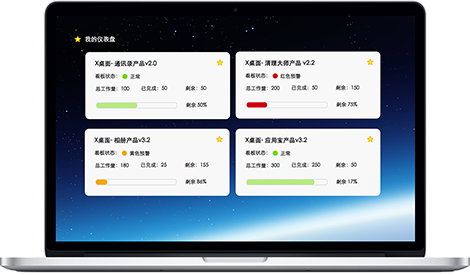 我的仪表盘
X桌面- 通讯录产品v2.0
看板状态： 正常
总工作量：100 已完成：50 剩余：50
剩余 50%
X桌面- 清理大师产品 v2.2
看板状态： 红色预警
总工作量：200 已完成：50 剩余：150
剩余 75%
X桌面- 相册产品v3.2
看板状态： 黄色预警
总工作量：180 已完成：25 剩余：155
剩余 86%
X桌面- 应用宝产品v3.2
看板状态： 正常
总工作量：300 已完成：250 剩余：50
剩余 17%